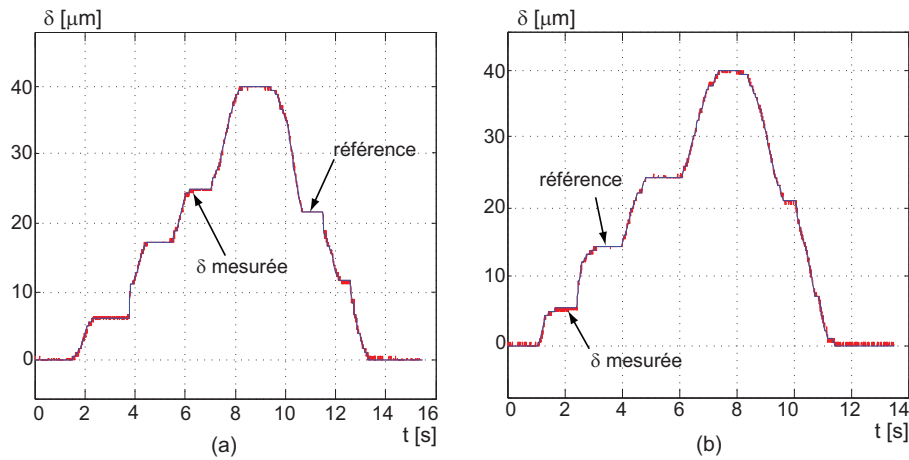 δ [μm]
40
30
20
10
0
0 2 4 6 8 10 12 14 16
t [s]
référence
δ mesurée
(a)
δ [μm]
40
30
20
10
0
0 2 4 6 8 10 12 14
t [s]
référence
δ mesurée
(b)